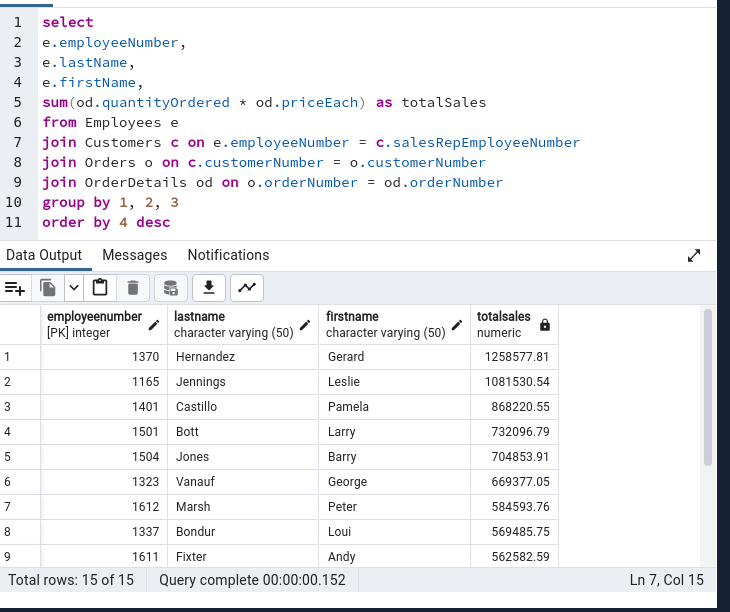 1 select
2 e.employeeNumber,
3 e.lastName,
4 e.firstName,
5 sum(od.quantityOrdered * od.priceEach) as totalSales
6 from Employees e
7 join Customers c on e.employeeNumber = c.salesRepEmployeeNumber
8 join Orders o on c.customerNumber = o.customerNumber
9 join OrderDetails od on o.orderNumber = od.orderNumber
10 group by 1, 2, 3
11 order by 4 desc
Data Output Messages Notifications
employeenumber lastname firstname totalsales
[PK] integer character varying (50) character varying (50) numeric
1 1370 Hernandez Gerard 1258577.81
2 1165 Jennings Leslie 1081530.54
3 1401 Castillo Pamela 868220.55
4 1501 Bott Larry 732096.79
5 1504 Jones Barry 704853.91
6 1323 Vanauf George 669377.05
7 1612 Marsh Peter 584593.76
8 1337 Bondur Loui 569485.75
9 1611 Fixter Andy 562582.59
Total rows: 15 of 15 Query complete 00:00:00.152 Ln 7, Col 15